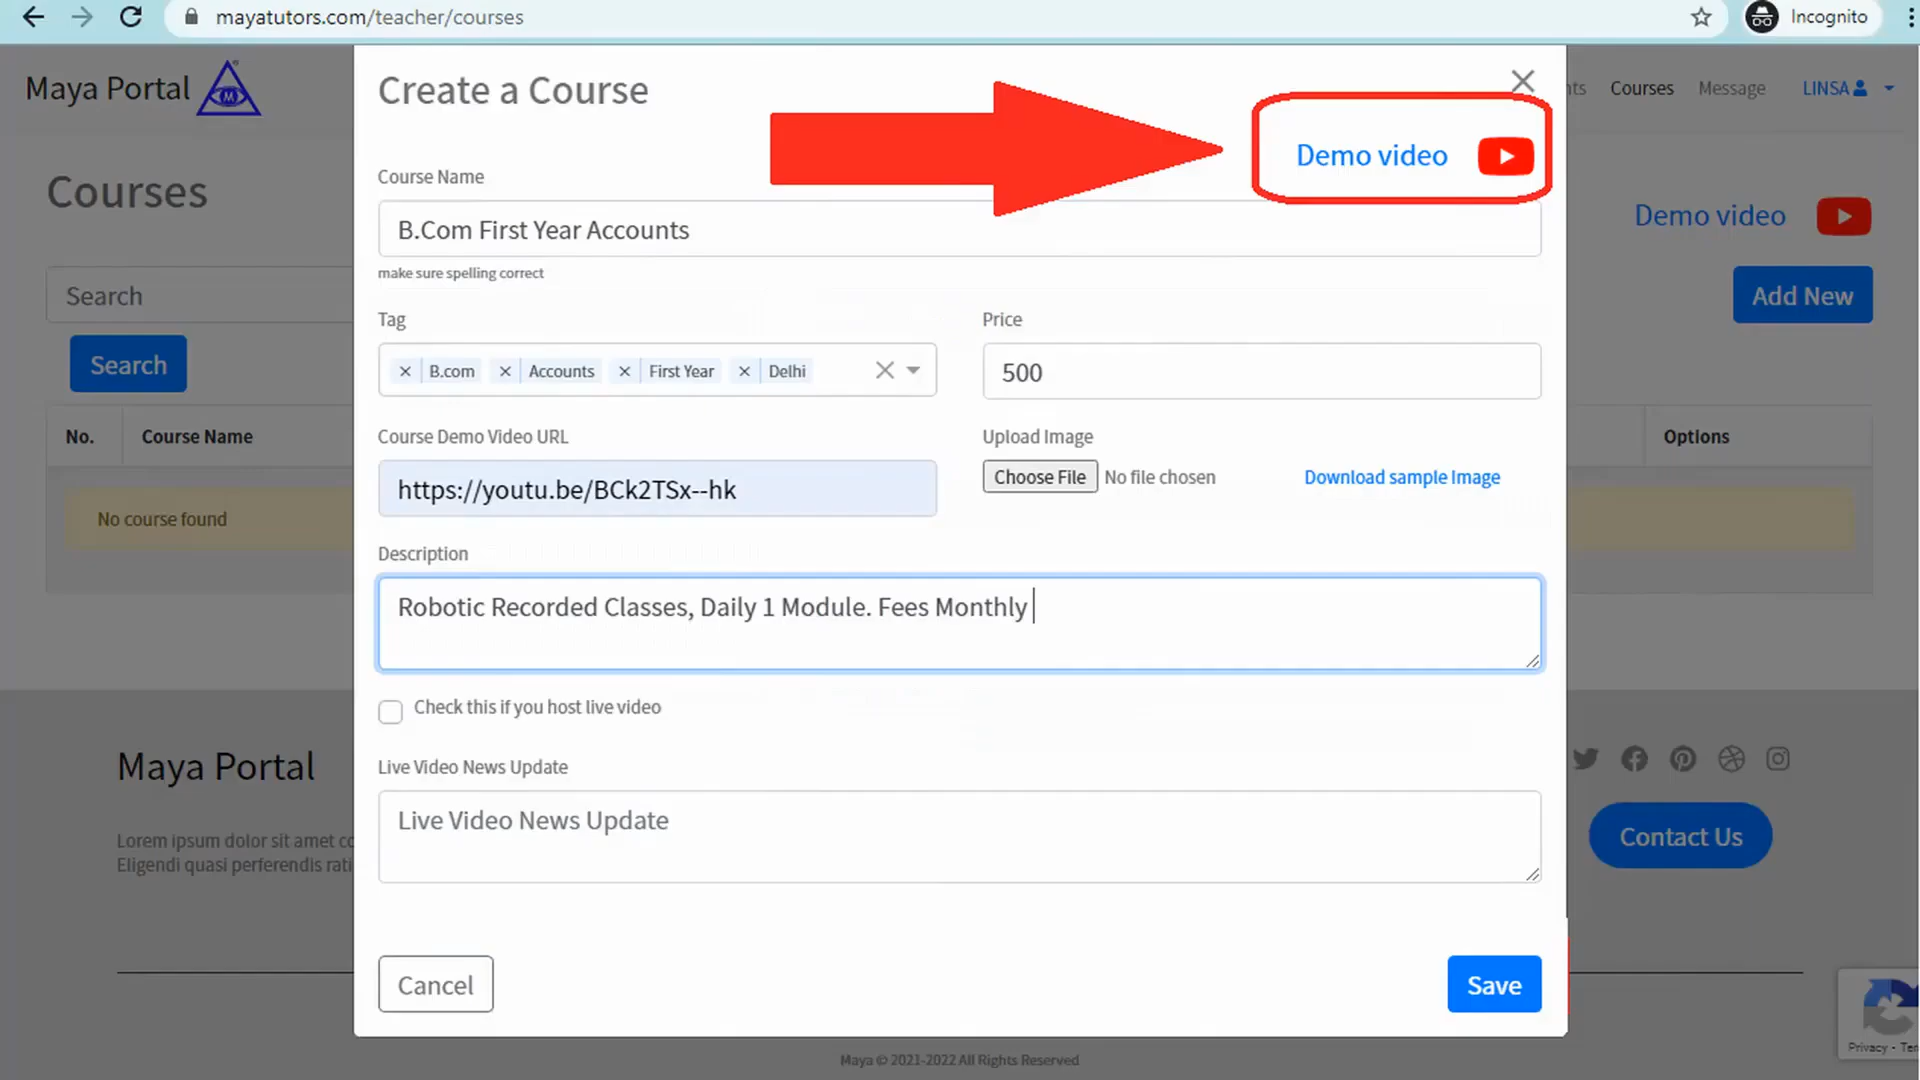 mayatutors.com/teacher/courses
Incognito
Maya Portal
M
Courses
Message
LINSA
Create a Course
Demo video
Course Name
B.Com First Year Accounts
make sure spelling correct
Courses
Demo video
Search
Add New
Search
Tag
Price
× B.com × Accounts × First Year × Delhi
500
No.
Course Name
Options
Course Demo Video URL
Upload Image
https://youtu.be/BCk2TSx--hk
Choose File No file chosen
Download sample Image
No course found
Description
Robotic Recorded Classes, Daily 1 Module. Fees Monthly
Check this if you host live video
Live Video News Update
Live Video News Update
Maya Portal
Lorem ipsum dolor sit amet
Eligendi quasi perferendis
Contact Us
Cancel
Save
Privacy
Maya © 2021-2022 All Rights Reserved